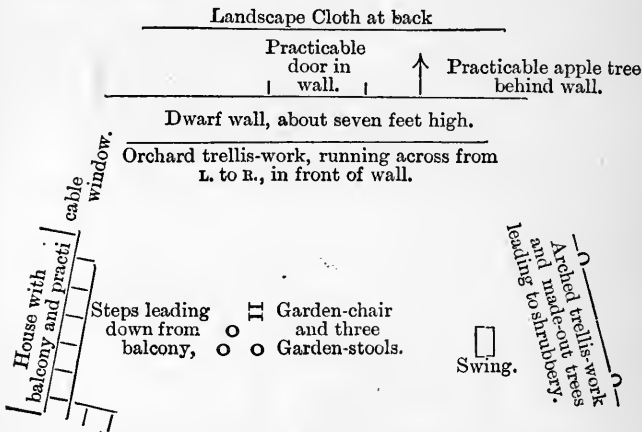 Landscape Cloth at back
Practicable
door in
wall.
Practicable apple tree
behind wall.
Dwarf wall, about seven feet high.
Orchard trellis-work, running across from
L. to R., in front of wall.
House with
balcony and practi
cable
window.
Steps leading
down from
balcony,
Garden-chair
and three
Garden-stools.
Swing.
Arched trellis-work
and made-out trees
leading to shrubbery.